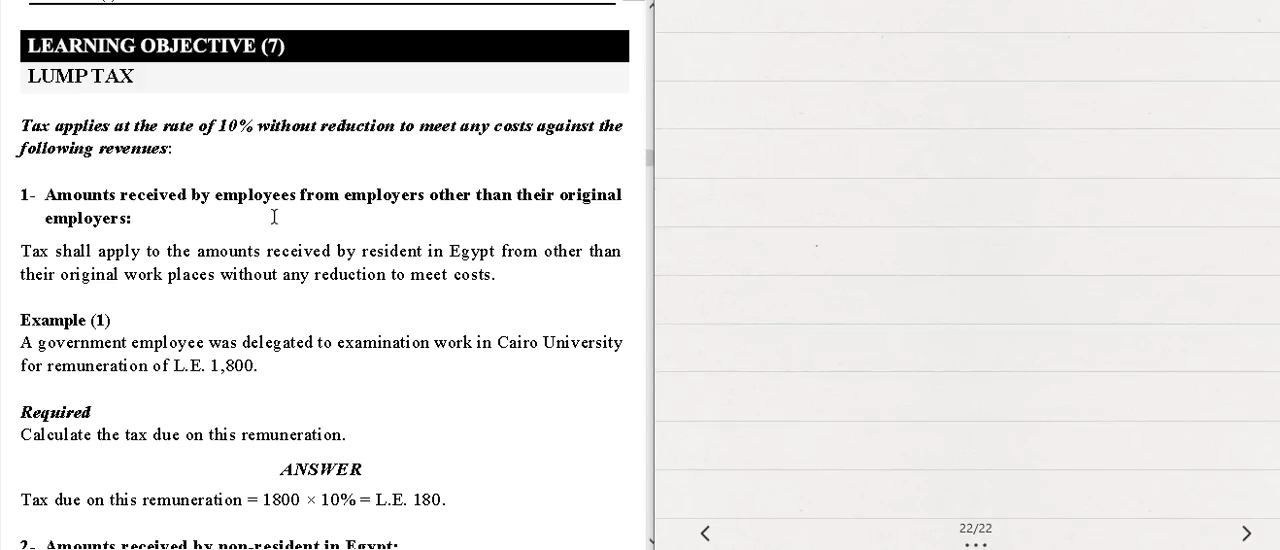 LEARNING OBJECTIVE (7)
LUMP TAX
Tax applies at the rate of 10% without reduction to meet any costs against the
following revenues:
1- Amounts received by employees from employers other than their original
employers:
Tax shall apply to the amounts received by resident in Egypt from other than
their original work places without any reduction to meet costs.
Example (1)
A government employee was delegated to examination work in Cairo University
for remuneration of L.E. 1,800.
Required
Calculate the tax due on this remuneration.
ANSWER
Tax due on this remuneration = 1800 × 10% = L.E. 180.
2- Amounts received by non-resident in Egypt:
22/22